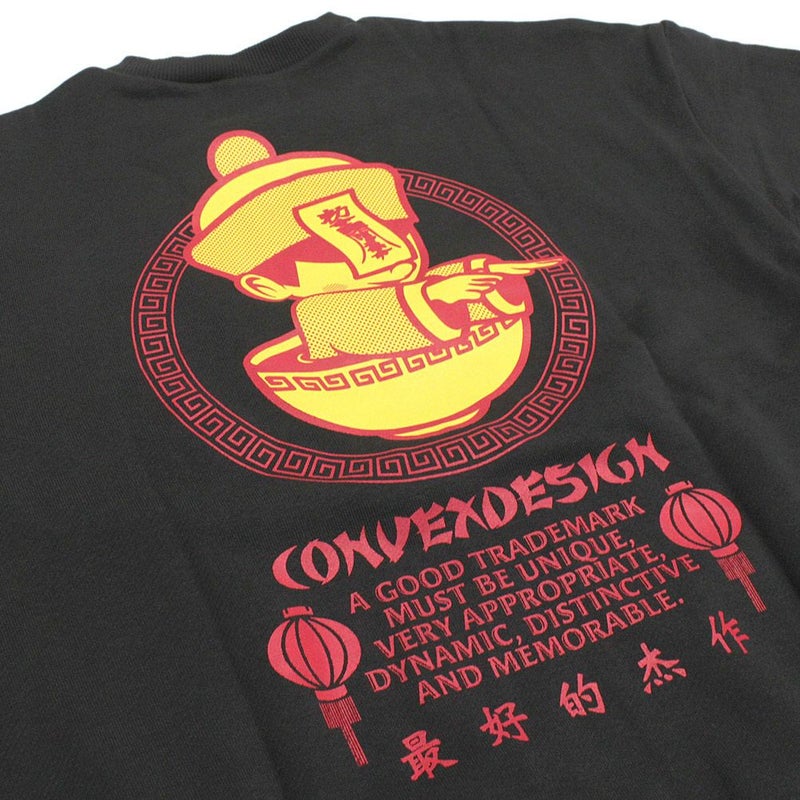 CONVEXDESIGN
A GOOD TRADEMARK
MUST BE UNIQUE,
VERY APPROPRIATE,
DYNAMIC, DISTINCTIVE
AND MEMORABLE.
最好的杰作